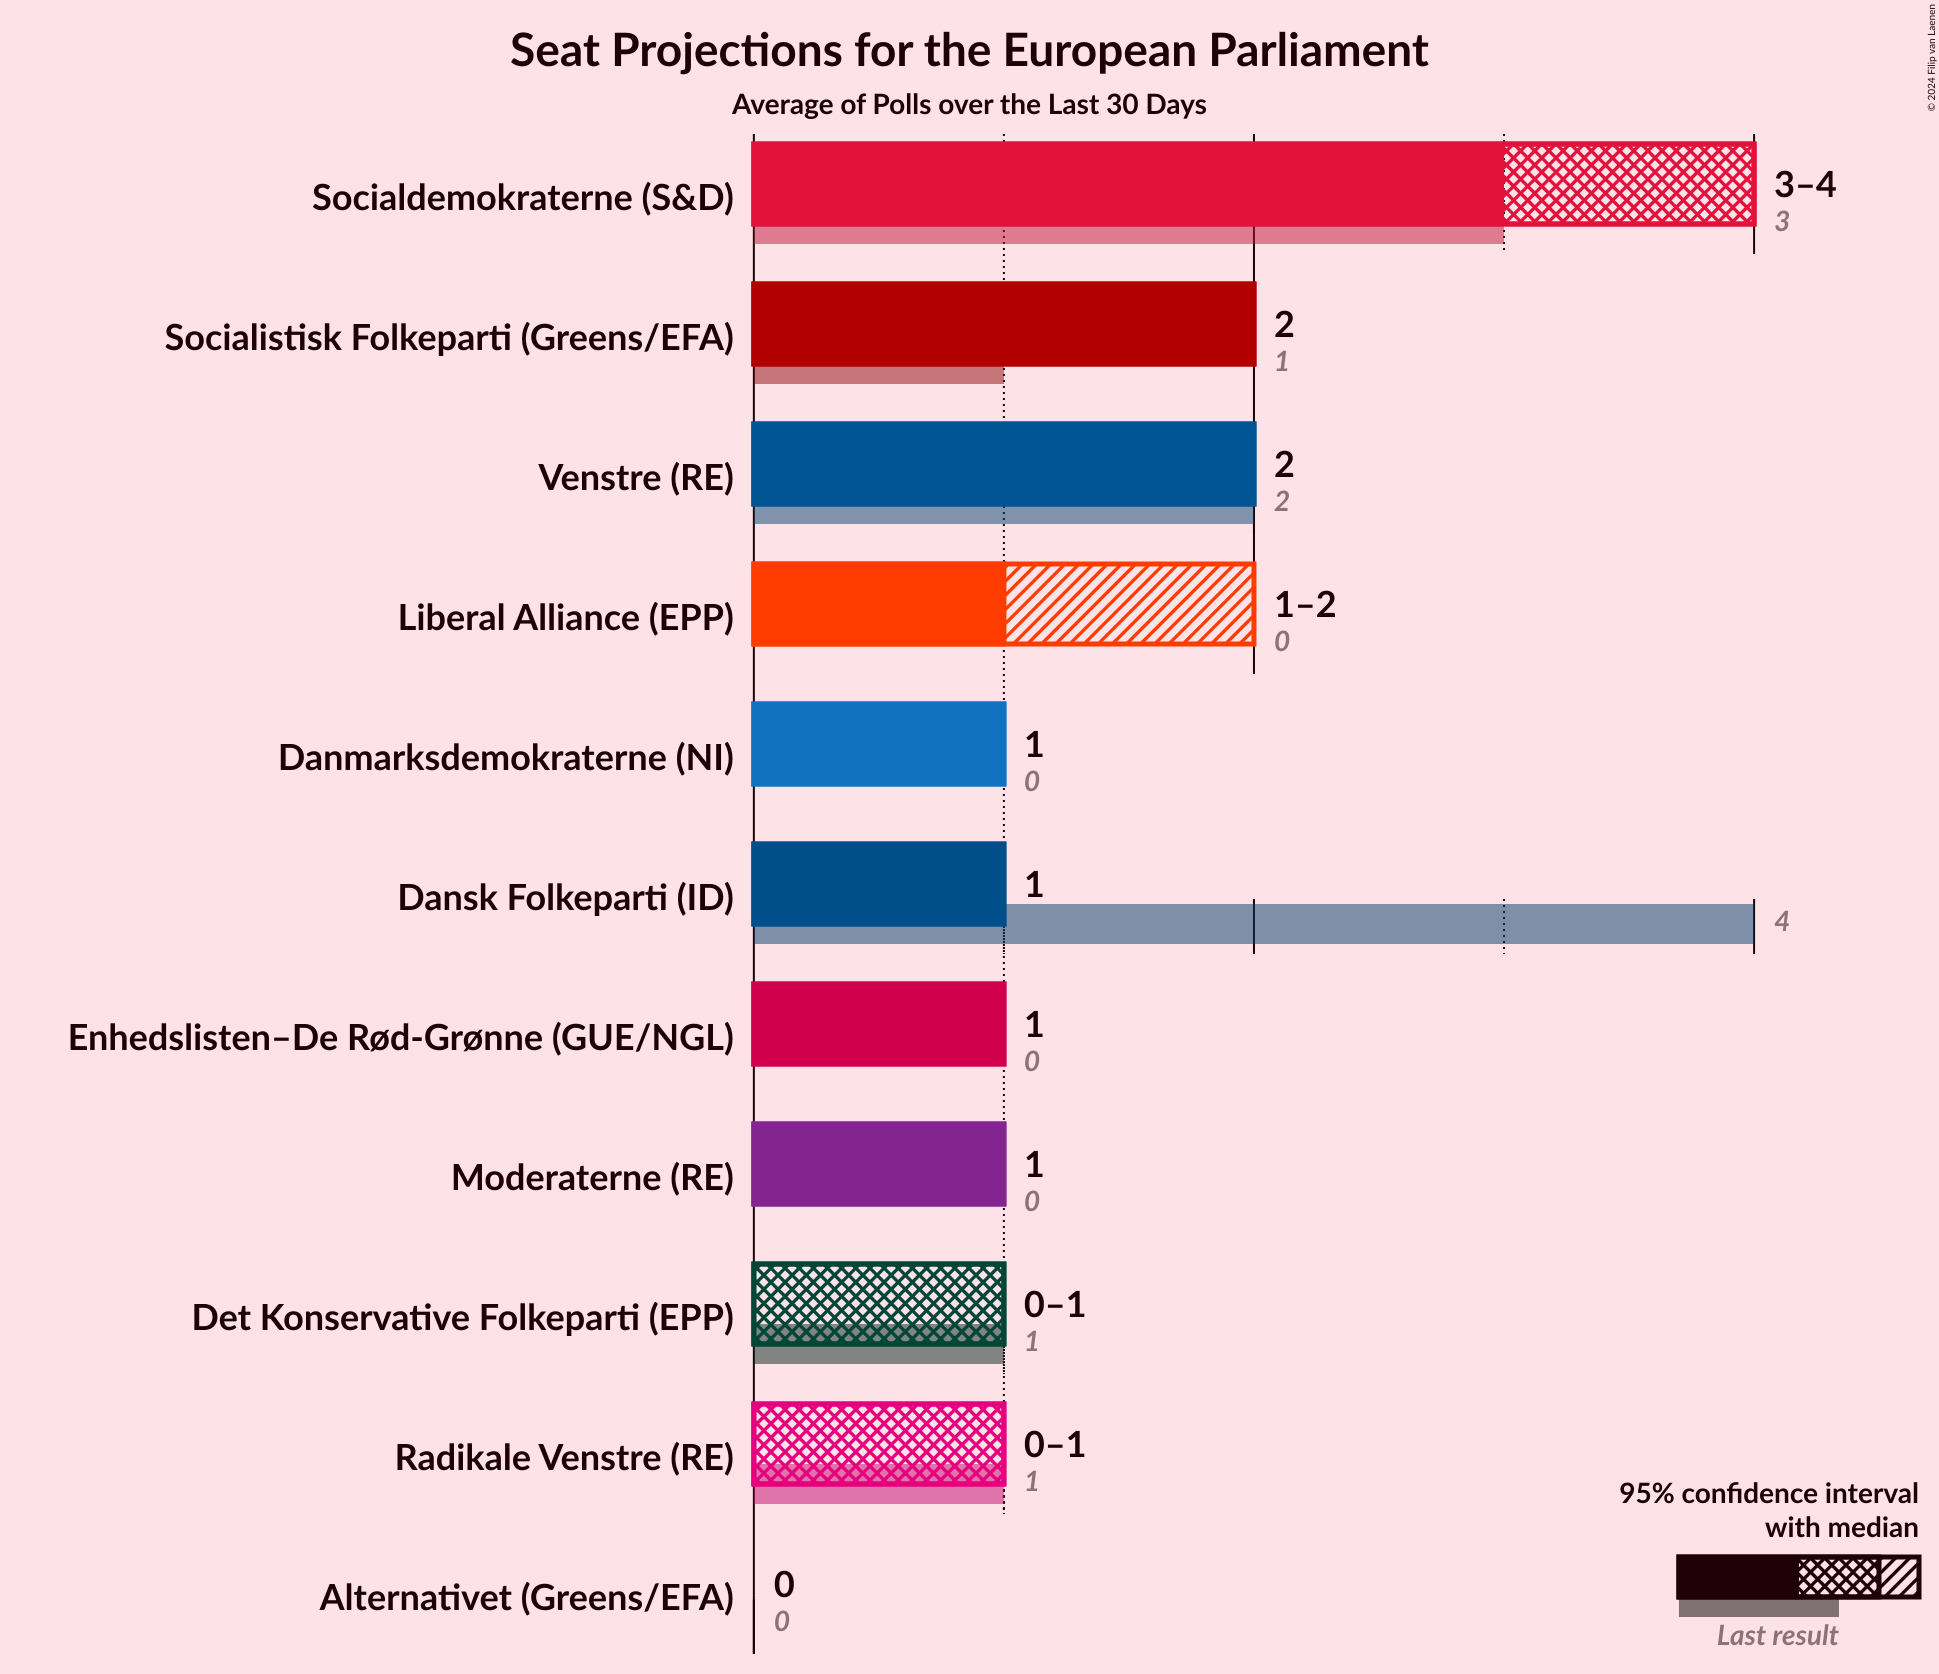 Seat Projections for the European Parliament
Average of Polls over the Last 30 Days
© 2024 Filip van Laenen
Socialdemokraterne (S&D)
3–4
3
Socialistisk Folkeparti (Greens/EFA)
2
1
Venstre (RE)
2
2
Liberal Alliance (EPP)
1–2
0
Danmarksdemokraterne (NI)
1
0
Dansk Folkeparti (ID)
1
4
Enhedslisten–De Rød-Grønne (GUE/NGL)
1
0
Moderaterne (RE)
1
0
Det Konservative Folkeparti (EPP)
0–1
1
Radikale Venstre (RE)
0–1
1
Alternativet (Greens/EFA)
0
0
95% confidence interval
with median
Last result